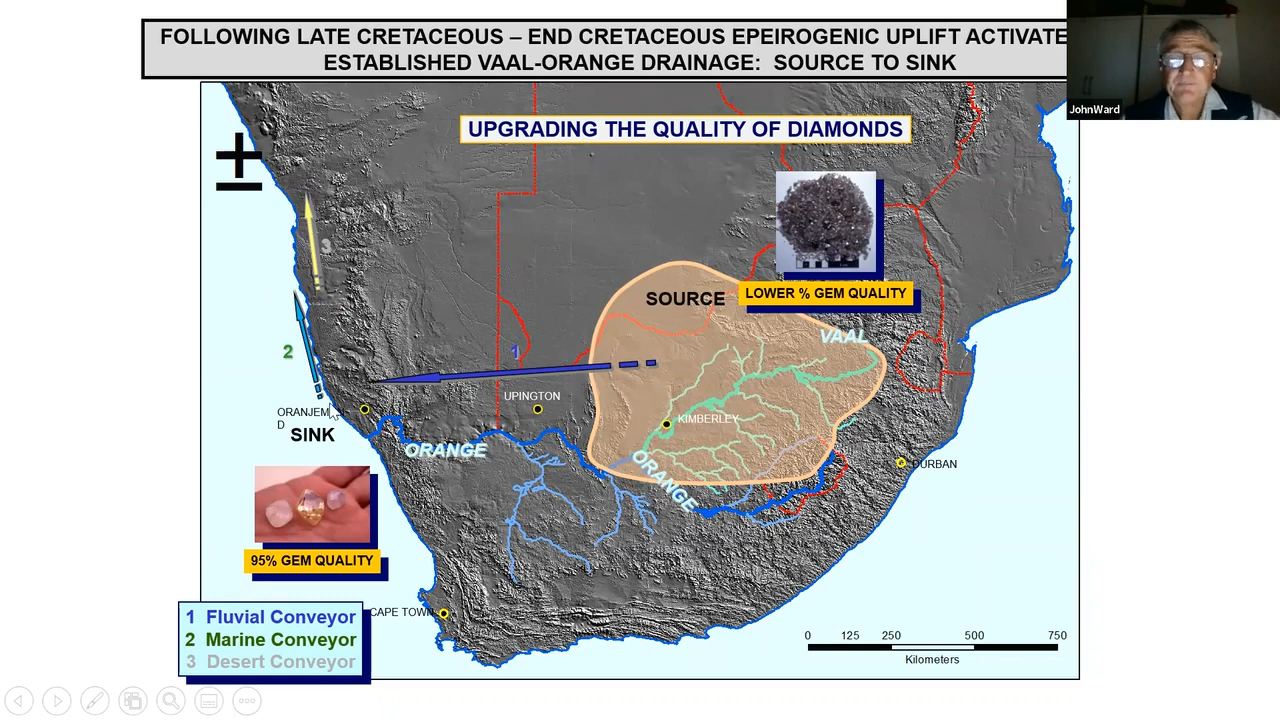 FOLLOWING LATE CRETACEOUS – END CRETACEOUS EPEIROGENIC UPLIFT ACTIVATE
ESTABLISHED VAAL-ORANGE DRAINAGE: SOURCE TO SINK
JohnWard
UPGRADING THE QUALITY OF DIAMONDS
±
3
SOURCE
LOWER % GEM QUALITY
VAAL
2
1
UPINGTON
ORANJEM
D
SINK
KIMBERLEY
ORANGE
ORANGE
DURBAN
95% GEM QUALITY
1 Fluvial Conveyor
2 Marine Conveyor
3 Desert Conveyor
CAPE TOWN
0 125 250 500 750
Kilometers